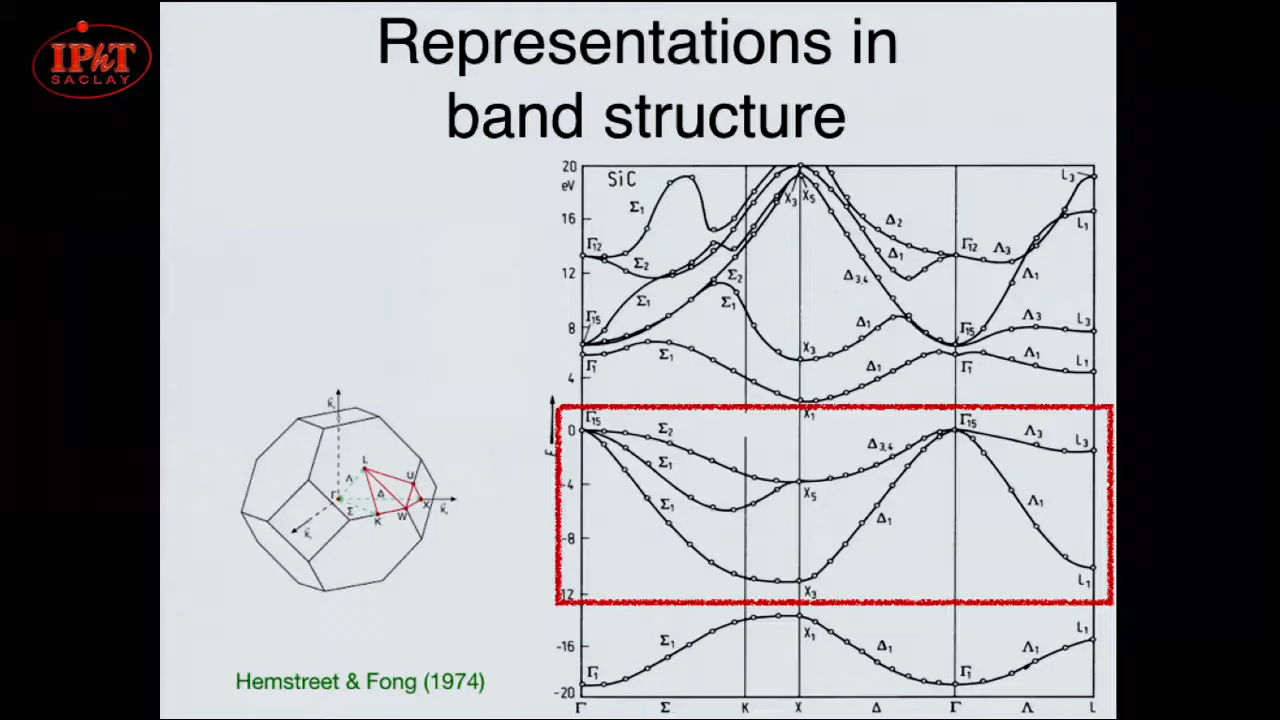 IPhT
SACLAY
Representations in
band structure
20
eV
SiC
L3
Σ1
X3 X5
16
Δ2
L1
Γ12
Γ12
Λ3
Σ2
Δ1
12
Σ2
Δ3,4
Λ1
Σ1
Σ1
Γ15
Γ15
Λ3
L3
8
Δ1
X3
Σ1
Γ1
Δ1
Γ1
Λ1
L1
4
X1
Γ15
Γ15
0
Σ2
Δ3,4
Λ3
L3
E
Σ1
-4
X5
Σ1
Δ1
Λ1
-8
L1
12
X3
X1
L1
-16
Σ1
Δ1
Λ1
Γ1
Γ1
-20
Γ
Σ
K
X
Δ
Γ
Λ
L
L
Λ
U
Γ
Δ
X
Σ
K
W
Hemstreet & Fong (1974)